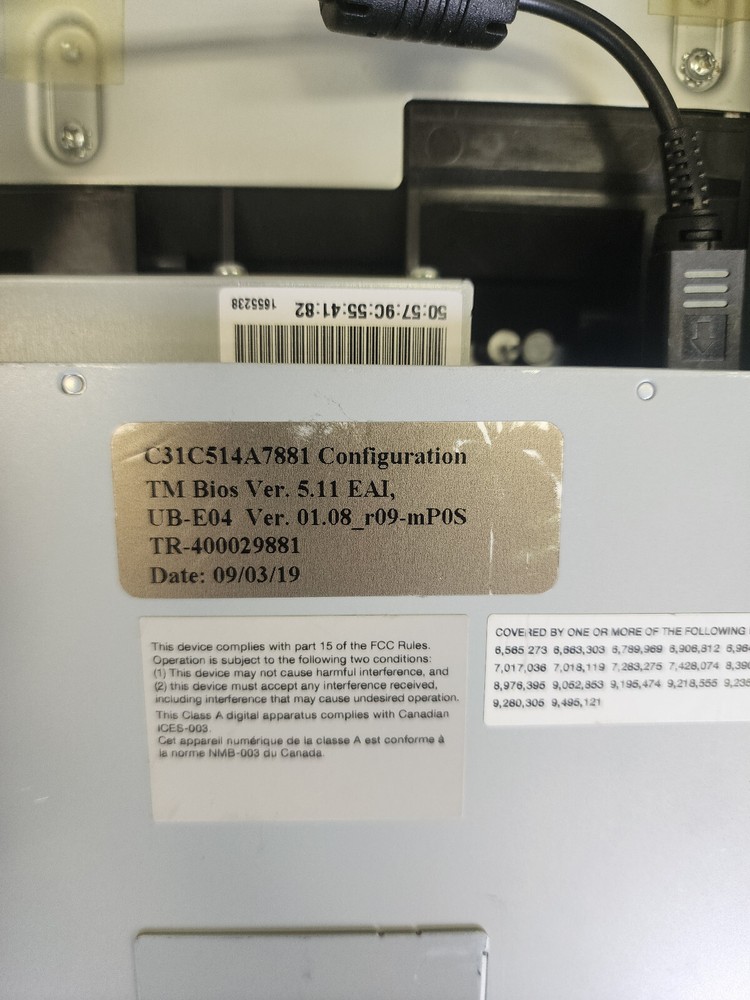 50:57:9C:55:41:82 1655238
C31C514A7881 Configuration
TM Bios Ver. 5.11 EAI,
UB-E04 Ver. 01.08_r09-mP0S
TR-400029881
Date: 09/03/19
This device complies with part 15 of the FCC Rules.
Operation is subject to the following two conditions:
(1) This device may not cause harmful interference, and
(2) this device must accept any interference received,
including interference that may cause undesired operation.
This Class A digital apparatus complies with Canadian
ICES-003.
Cet appareil numérique de la classe A est conforme à
la norme NMB-003 du Canada.
COVERED BY ONE OR MORE OF THE FOLLOWING
6,565,273 6,663,303 6,789,969 6,906,812
7,017,036 7,018,119 7,263,275 7,428,074
8,976,395 9,052,853 9,195,474 9,218,555
9,280,305 9,495,121